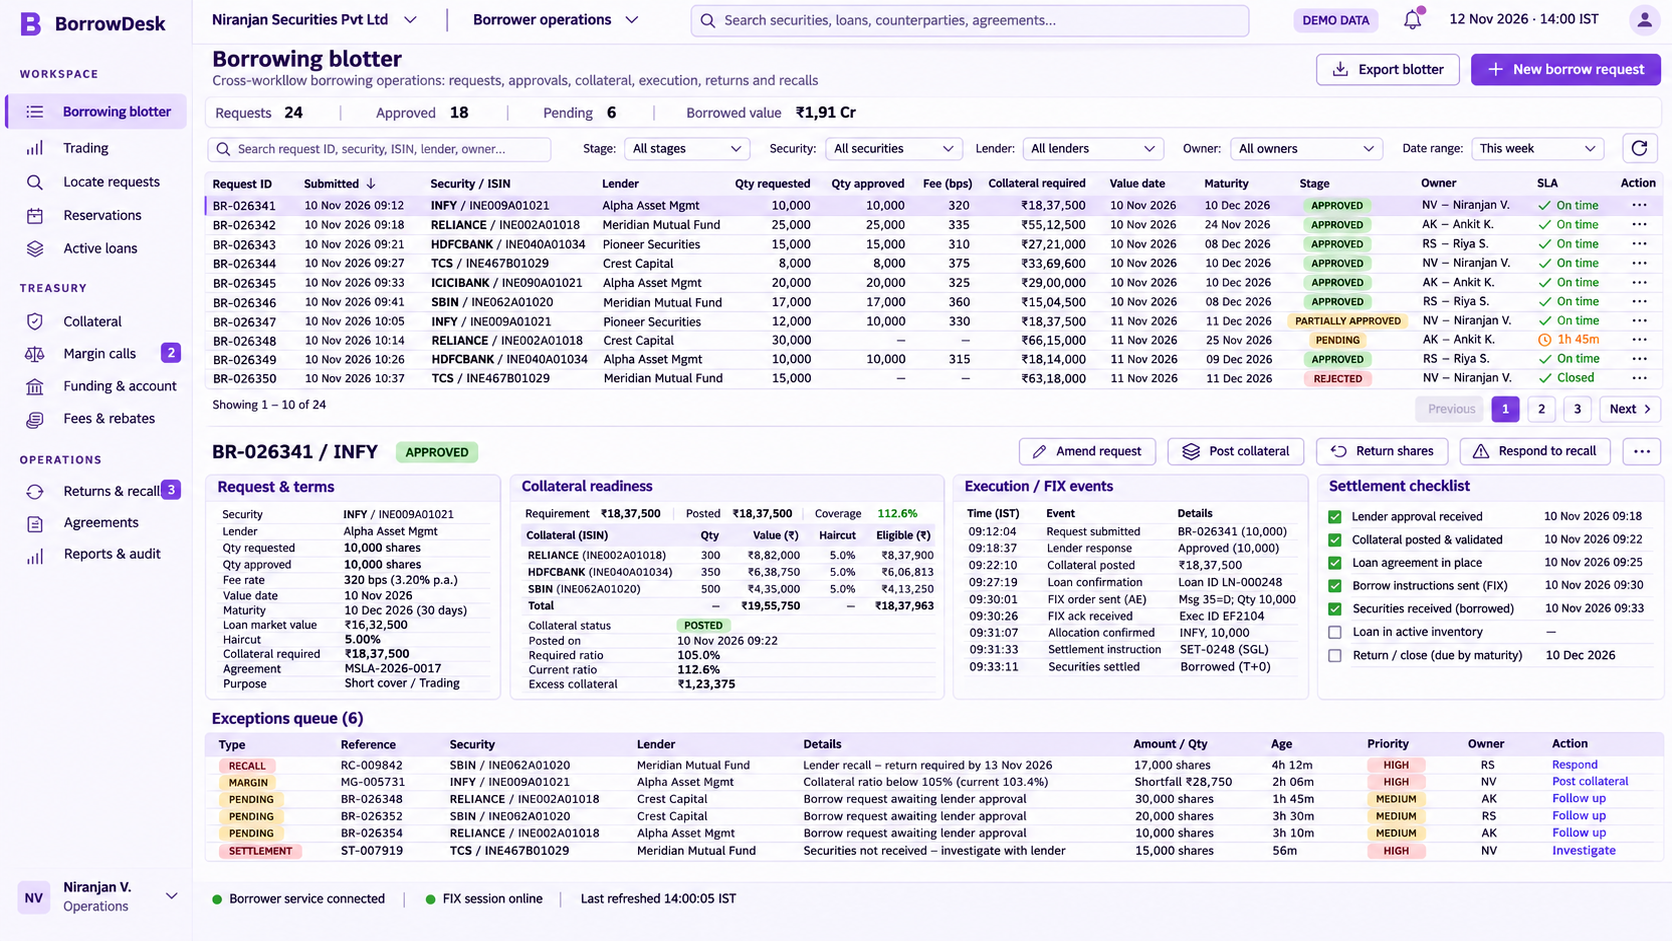 BorrowDesk
Niranjan Securities Pvt Ltd
Borrower operations
Search securities, loans, counterparties, agreements...
DEMO DATA
12 Nov 2026 · 14:00 IST
WORKSPACE
Borrowing blotter
Trading
Locate requests
Reservations
Active loans
TREASURY
Collateral
Margin calls 2
Funding & account
Fees & rebates
OPERATIONS
Returns & recall 3
Agreements
Reports & audit
NV Niranjan V.
Operations
Borrowing blotter
Cross-workllow borrowing operations: requests, approvals, collateral, execution, returns and recalls
Export blotter
New borrow request
Requests 24 | Approved 18 | Pending 6 | Borrowed value ₹1,91 Cr
Search request ID, security, ISIN, lender, owner...
Stage: All stages
Security: All securities
Lender: All lenders
Owner: All owners
Date range: This week
Request ID Submitted ↓ Security / ISIN Lender Qty requested Qty approved Fee (bps) Collateral required Value date Maturity Stage Owner SLA Action
BR-026341 10 Nov 2026 09:12 INFY / INE009A01021 Alpha Asset Mgmt 10,000 10,000 320 ₹18,37,500 10 Nov 2026 10 Dec 2026 APPROVED NV – Niranjan V. On time ...
BR-026342 10 Nov 2026 09:18 RELIANCE / INE002A01018 Meridian Mutual Fund 25,000 25,000 335 ₹55,12,500 10 Nov 2026 24 Nov 2026 APPROVED AK – Ankit K. On time ...
BR-026343 10 Nov 2026 09:21 HDFCBANK / INE040A01034 Pioneer Securities 15,000 15,000 310 ₹27,21,000 10 Nov 2026 08 Dec 2026 APPROVED RS – Riya S. On time ...
BR-026344 10 Nov 2026 09:27 TCS / INE467B01029 Crest Capital 8,000 8,000 375 ₹33,69,600 10 Nov 2026 10 Dec 2026 APPROVED NV – Niranjan V. On time ...
BR-026345 10 Nov 2026 09:33 ICICIBANK / INE090A01021 Alpha Asset Mgmt 20,000 20,000 325 ₹29,00,000 10 Nov 2026 10 Dec 2026 APPROVED AK – Ankit K. On time ...
BR-026346 10 Nov 2026 09:41 SBIN / INE062A01020 Meridian Mutual Fund 17,000 17,000 360 ₹15,04,500 10 Nov 2026 08 Dec 2026 APPROVED RS – Riya S. On time ...
BR-026347 10 Nov 2026 10:05 INFY / INE009A01021 Pioneer Securities 12,000 10,000 330 ₹18,37,500 11 Nov 2026 11 Dec 2026 PARTIALLY APPROVED NV – Niranjan V. On time ...
BR-026348 10 Nov 2026 10:14 RELIANCE / INE002A01018 Crest Capital 30,000 – – ₹66,15,000 11 Nov 2026 25 Nov 2026 PENDING AK – Ankit K. 1h 45m ...
BR-026349 10 Nov 2026 10:26 HDFCBANK / INE040A01034 Alpha Asset Mgmt 10,000 10,000 315 ₹18,14,000 11 Nov 2026 09 Dec 2026 APPROVED RS – Riya S. On time ...
BR-026350 10 Nov 2026 10:37 TCS / INE467B01029 Meridian Mutual Fund 15,000 – – ₹63,18,000 11 Nov 2026 11 Dec 2026 REJECTED NV – Niranjan V. Closed ...
Showing 1 – 10 of 24
Previous 1 2 3 Next
BR-026341 / INFY APPROVED
Amend request
Post collateral
Return shares
Respond to recall
...
Request & terms
Security INFY / INE009A01021
Lender Alpha Asset Mgmt
Qty requested 10,000 shares
Qty approved 10,000 shares
Fee rate 320 bps (3.20% p.a.)
Value date 10 Nov 2026
Maturity 10 Dec 2026 (30 days)
Loan market value ₹16,32,500
Haircut 5.00%
Collateral required ₹18,37,500
Agreement MSLA-2026-0017
Purpose Short cover / Trading
Collateral readiness
Requirement ₹18,37,500 | Posted ₹18,37,500 | Coverage 112.6%
Collateral (ISIN) Qty Value (₹) Haircut Eligible (₹)
RELIANCE (INE002A01018) 300 ₹8,82,000 5.0% ₹8,37,900
HDFCBANK (INE040A01034) 350 ₹6,38,750 5.0% ₹6,06,813
SBIN (INE062A01020) 500 ₹4,35,000 5.0% ₹4,13,250
Total – ₹19,55,750 – ₹18,37,963
Collateral status POSTED
Posted on 10 Nov 2026 09:22
Required ratio 105.0%
Current ratio 112.6%
Excess collateral ₹1,23,375
Execution / FIX events
Time (IST) Event Details
09:12:04 Request submitted BR-026341 (10,000)
09:18:37 Lender response Approved (10,000)
09:22:10 Collateral posted ₹18,37,500
09:27:19 Loan confirmation Loan ID LN-000248
09:30:01 FIX order sent (AE) Msg 35=D; Qty 10,000
09:30:26 FIX ack received Exec ID EF2104
09:31:07 Allocation confirmed INFY, 10,000
09:31:33 Settlement instruction SET-0248 (SGL)
09:33:11 Securities settled Borrowed (T+0)
Settlement checklist
Lender approval received 10 Nov 2026 09:18
Collateral posted & validated 10 Nov 2026 09:22
Loan agreement in place 10 Nov 2026 09:25
Borrow instructions sent (FIX) 10 Nov 2026 09:30
Securities received (borrowed) 10 Nov 2026 09:33
Loan in active inventory –
Return / close (due by maturity) 10 Dec 2026
Exceptions queue (6)
Type Reference Security Lender Details Amount / Qty Age Priority Owner Action
RECALL RC-009842 SBIN / INE062A01020 Meridian Mutual Fund Lender recall – return required by 13 Nov 2026 17,000 shares 4h 12m HIGH RS Respond
MARGIN MG-005731 INFY / INE009A01021 Alpha Asset Mgmt Collateral ratio below 105% (current 103.4%) Shortfall ₹28,750 2h 06m HIGH NV Post collateral
PENDING BR-026348 RELIANCE / INE002A01018 Crest Capital Borrow request awaiting lender approval 30,000 shares 1h 45m MEDIUM AK Follow up
PENDING BR-026352 SBIN / INE062A01020 Crest Capital Borrow request awaiting lender approval 20,000 shares 3h 30m MEDIUM RS Follow up
PENDING BR-026354 RELIANCE / INE002A01018 Alpha Asset Mgmt Borrow request awaiting lender approval 10,000 shares 3h 10m MEDIUM AK Follow up
SETTLEMENT ST-007919 TCS / INE467B01029 Meridian Mutual Fund Securities not received – investigate with lender 15,000 shares 56m HIGH NV Investigate
Borrower service connected | FIX session online | Last refreshed 14:00:05 IST